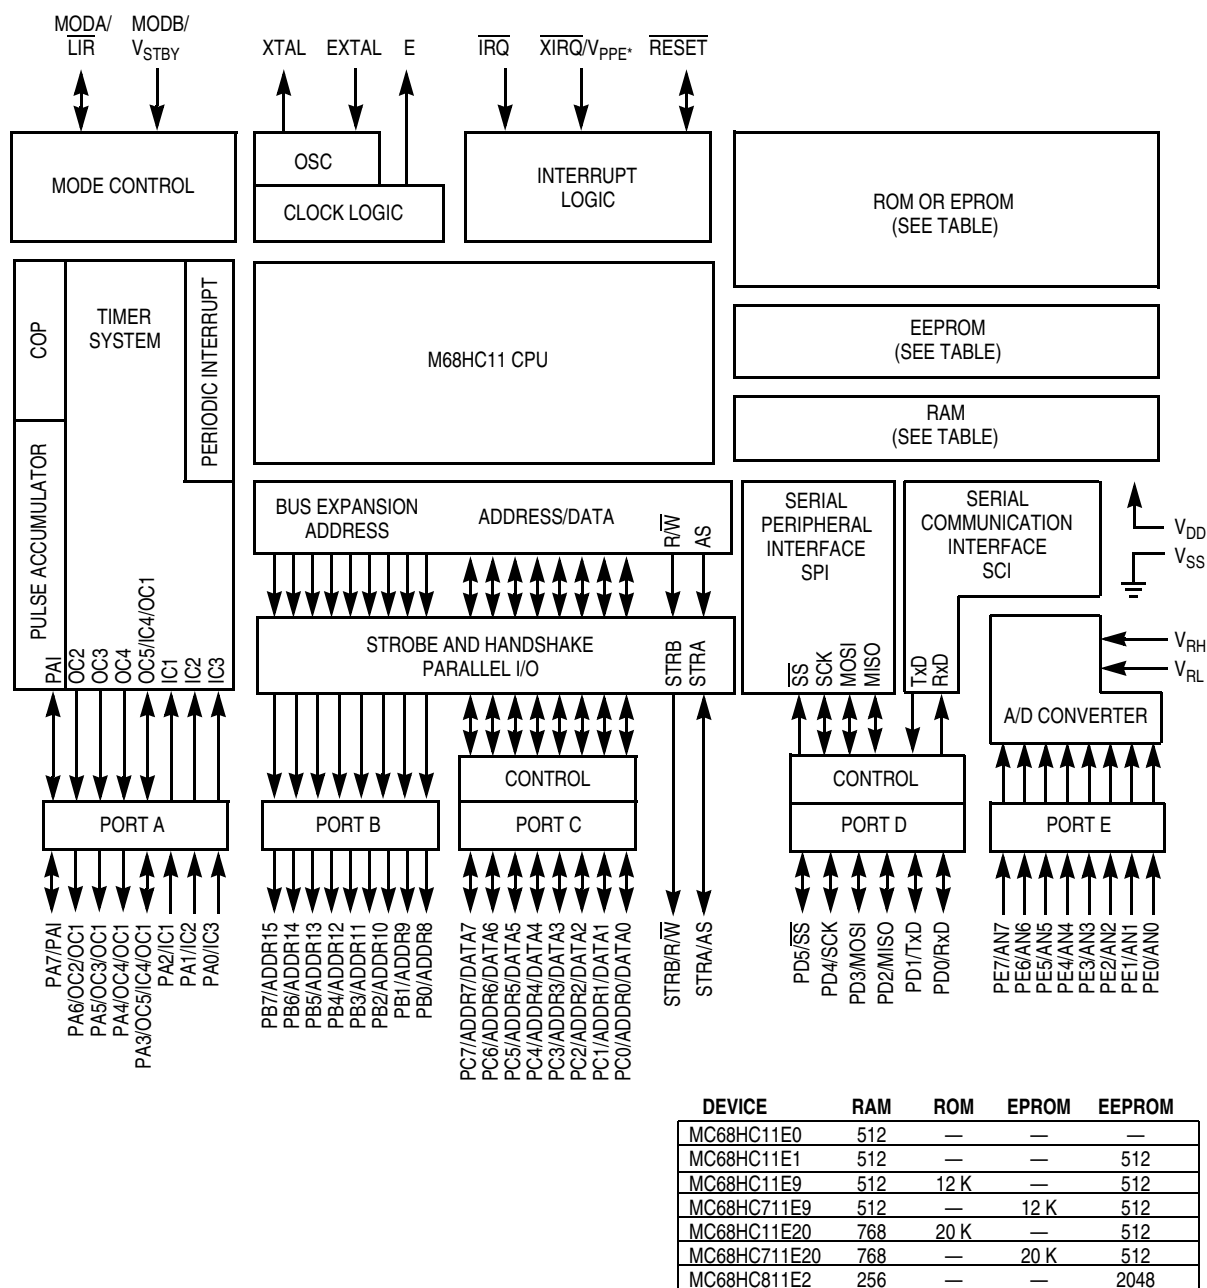 MODA/
LIR
MODB/
VSTBY
XTAL
EXTAL
E
IRQ
XIRQ/VPPE*
RESET
MODE CONTROL
OSC
CLOCK LOGIC
INTERRUPT
LOGIC
ROM OR EPROM
(SEE TABLE)
COP
TIMER
SYSTEM
PERIODIC INTERRUPT
M68HC11 CPU
EEPROM
(SEE TABLE)
RAM
(SEE TABLE)
PULSE ACCUMULATOR
BUS EXPANSION
ADDRESS
ADDRESS/DATA
R/W
AS
SERIAL
PERIPHERAL
INTERFACE
SPI
SERIAL
COMMUNICATION
INTERFACE
SCI
VDD
VSS
STROBE AND HANDSHAKE
PARALLEL I/O
STRB
STRA
PAI
OC2
OC3
OC4
OC5/IC4/OC1
IC1
IC2
IC3
SS
SCK
MOSI
MISO
TxD
RxD
VRH
VRL
A/D CONVERTER
CONTROL
CONTROL
PORT A
PORT B
PORT C
PORT D
PORT E
PA7/PAI
PA6/OC2/OC1
PA5/OC3/OC1
PA4/OC4/OC1
PA3/OC5/IC4/OC1
PA2/IC1
PA1/IC2
PA0/IC3
PB7/ADDR15
PB6/ADDR14
PB5/ADDR13
PB4/ADDR12
PB3/ADDR11
PB2/ADDR10
PB1/ADDR9
PB0/ADDR8
PC7/ADDR7/DATA7
PC6/ADDR6/DATA6
PC5/ADDR5/DATA5
PC4/ADDR4/DATA4
PC3/ADDR3/DATA3
PC2/ADDR2/DATA2
PC1/ADDR1/DATA1
PC0/ADDR0/DATA0
STRB/R/W
STRA/AS
PD5/SS
PD4/SCK
PD3/MOSI
PD2/MISO
PD1/TxD
PD0/RxD
PE7/AN7
PE6/AN6
PE5/AN5
PE4/AN4
PE3/AN3
PE2/AN2
PE1/AN1
PE0/AN0
DEVICE RAM ROM EPROM EEPROM
MC68HC11E0 512 — — —
MC68HC11E1 512 — — 512
MC68HC11E9 512 12 K — 512
MC68HC711E9 512 — 12 K 512
MC68HC11E20 768 20 K — 512
MC68HC711E20 768 — 20 K 512
MC68HC811E2 256 — — 2048